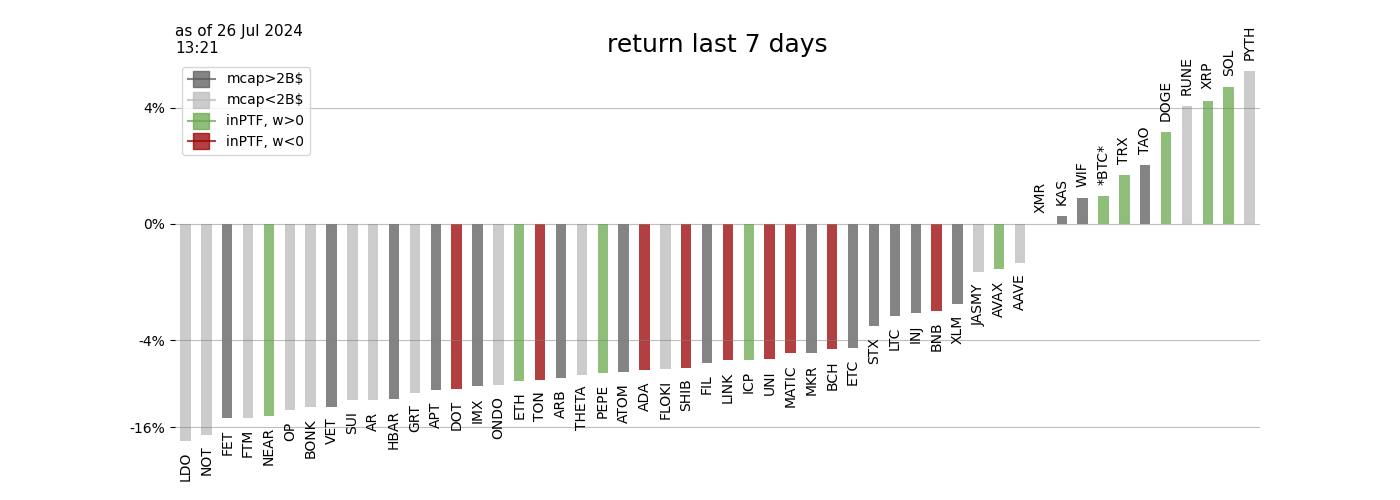 as of 26 Jul 2024
13:21
return last 7 days
mcap>2B$
mcap<2B$
inPTF, w>0
inPTF, w<0
4%
0%
-4%
-16%
LDO
NOT
FET
FTM
NEAR
OP
BONK
VET
SUI
AR
HBAR
GRT
APT
DOT
IMX
ONDO
ETH
TON
ARB
THETA
PEPE
ATOM
ADA
FLOKI
SHIB
FIL
LINK
ICP
UNI
MATIC
MKR
BCH
ETC
STX
LTC
INJ
BNB
XLM
JASMY
AVAX
AAVE
XMR
KAS
WIF
*BTC*
TRX
TAO
DOGE
RUNE
XRP
SOL
PYTH